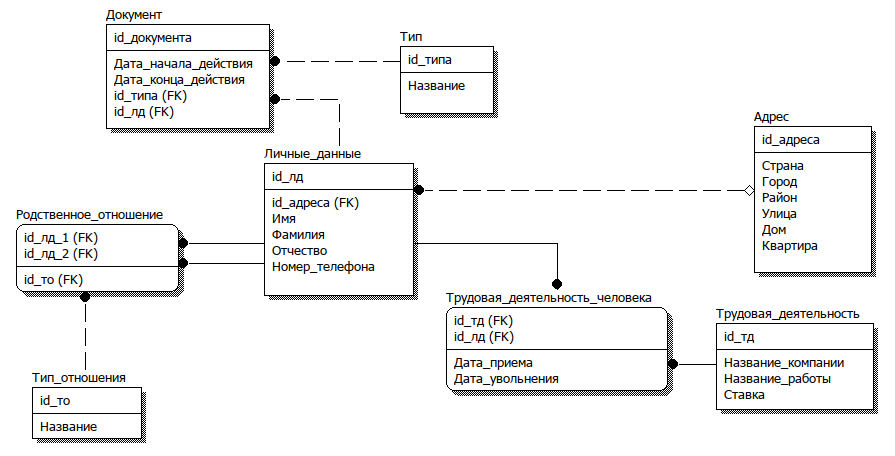 Документ
id_документа
Дата_начала_действия
Дата_конца_действия
id_типа (FK)
id_лд (FK)
Тип
id_типа
Название
Адрес
id_адреса
Страна
Город
Район
Улица
Дом
Квартира
Личные_данные
id_лд
id_адреса (FK)
Имя
Фамилия
Отчество
Номер_телефона
Родственное_отношение
id_лд_1 (FK)
id_лд_2 (FK)
id_то (FK)
Трудовая_деятельность_человека
id_тд (FK)
id_лд (FK)
Дата_приема
Дата_увольнения
Трудовая_деятельность
id_тд
Название_компании
Название_работы
Ставка
Тип_отношения
id_то
Название